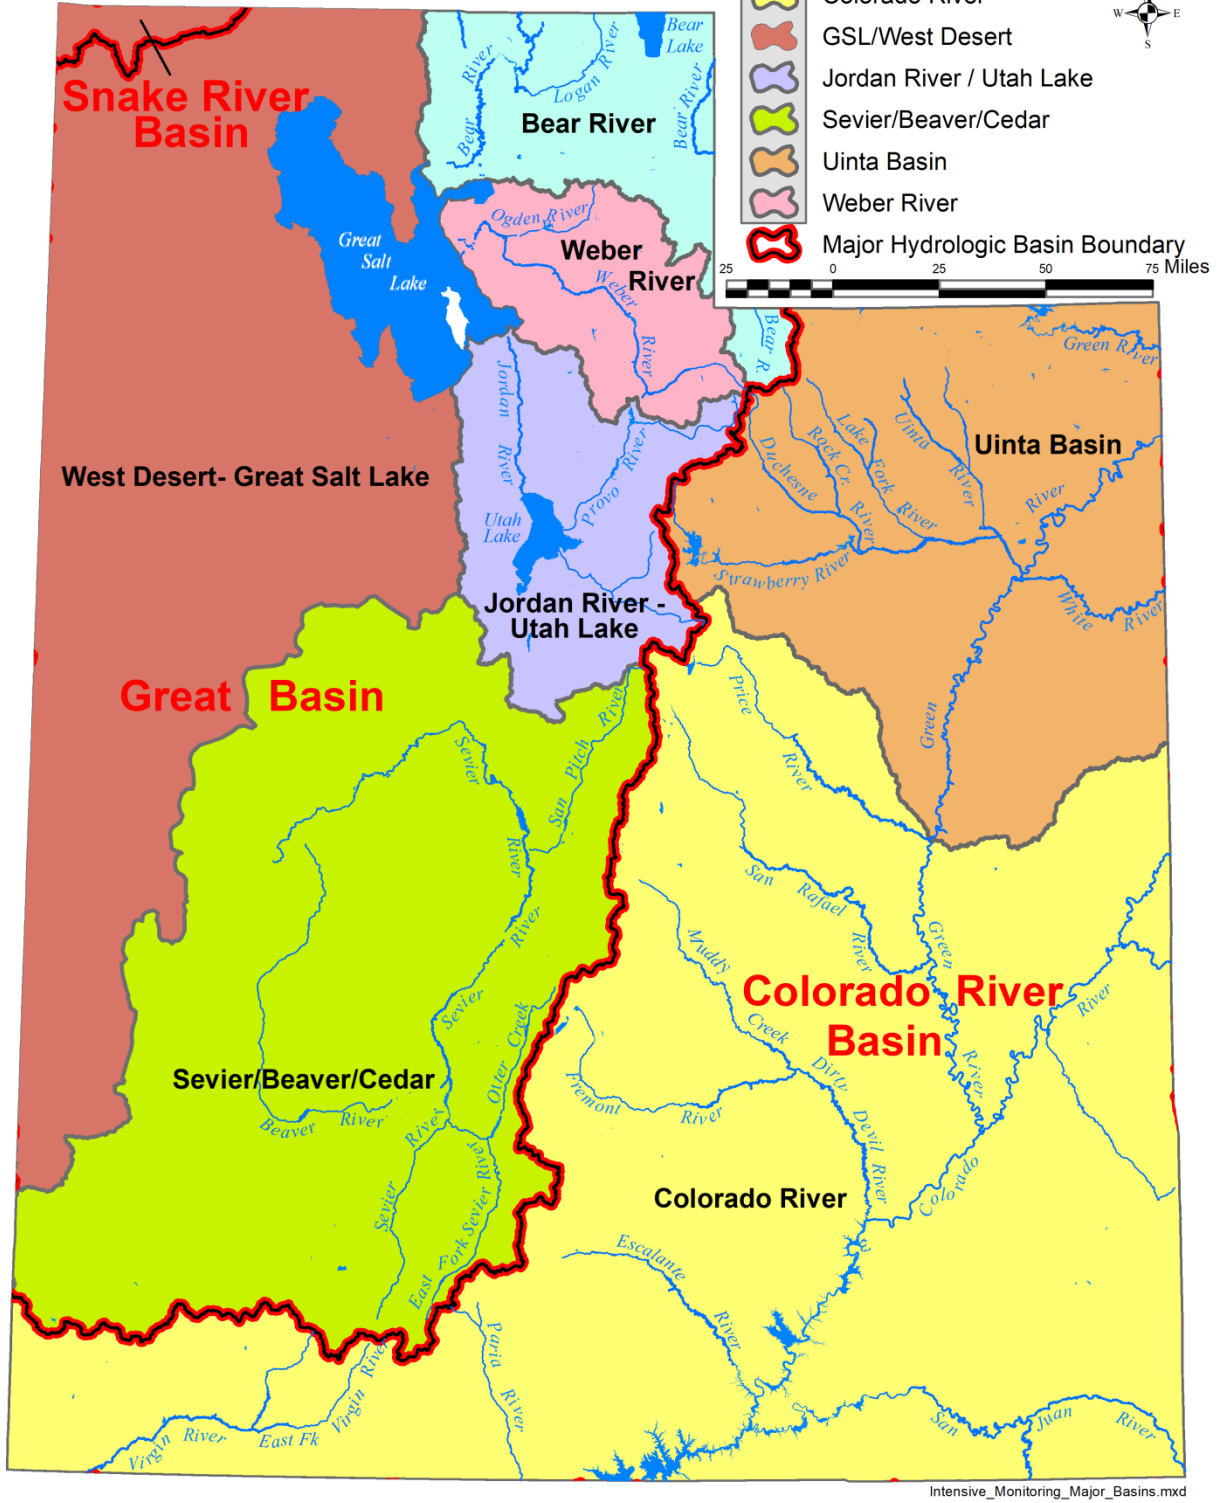 Colorado River
GSL/West Desert
Jordan River / Utah Lake
Sevier/Beaver/Cedar
Uinta Basin
Weber River
Major Hydrologic Basin Boundary
25 0 25 50 75 Miles
W E
S
Snake River
Basin
Bear
Lake
River
Logan River
Bear
Bear River
Bear River
Ogden River
Weber
River
Weber
River
Great
Salt
Lake
Bear R.
Green River
Jordan
River
Provo River
Utah
Lake
West Desert- Great Salt Lake
Uinta Basin
Duchesne
River
Rock Cr.
Lake Fork
River
Uinta
River
River
Strawberry River
White
River
Green
Jordan River -
Utah Lake
Great Basin
Price
River
Sevier
River
San Pitch River
River
Sevier
San Rafael
River
Green
River
Muddy
Creek
Colorado River
Basin
River
Dirty
Devil River
Otter Creek
Sevier/Beaver/Cedar
Beaver River
River
Sevier
East Fork Sevier River
Fremont
River
Colorado
Colorado River
Escalante
River
Paria
River
Virgin River
East Fk
Virgin River
San Juan River
Intensive_Monitoring_Major_Basins.mxd